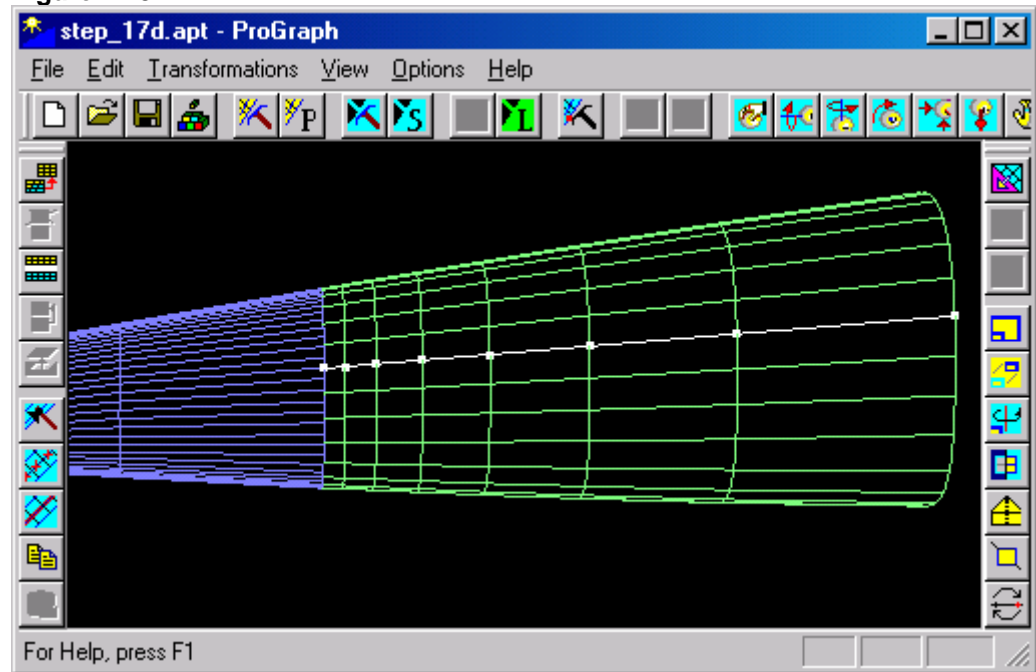 step_17d.apt - ProGraph
File Edit Transformations View Options Help
P S L
For Help, press F1